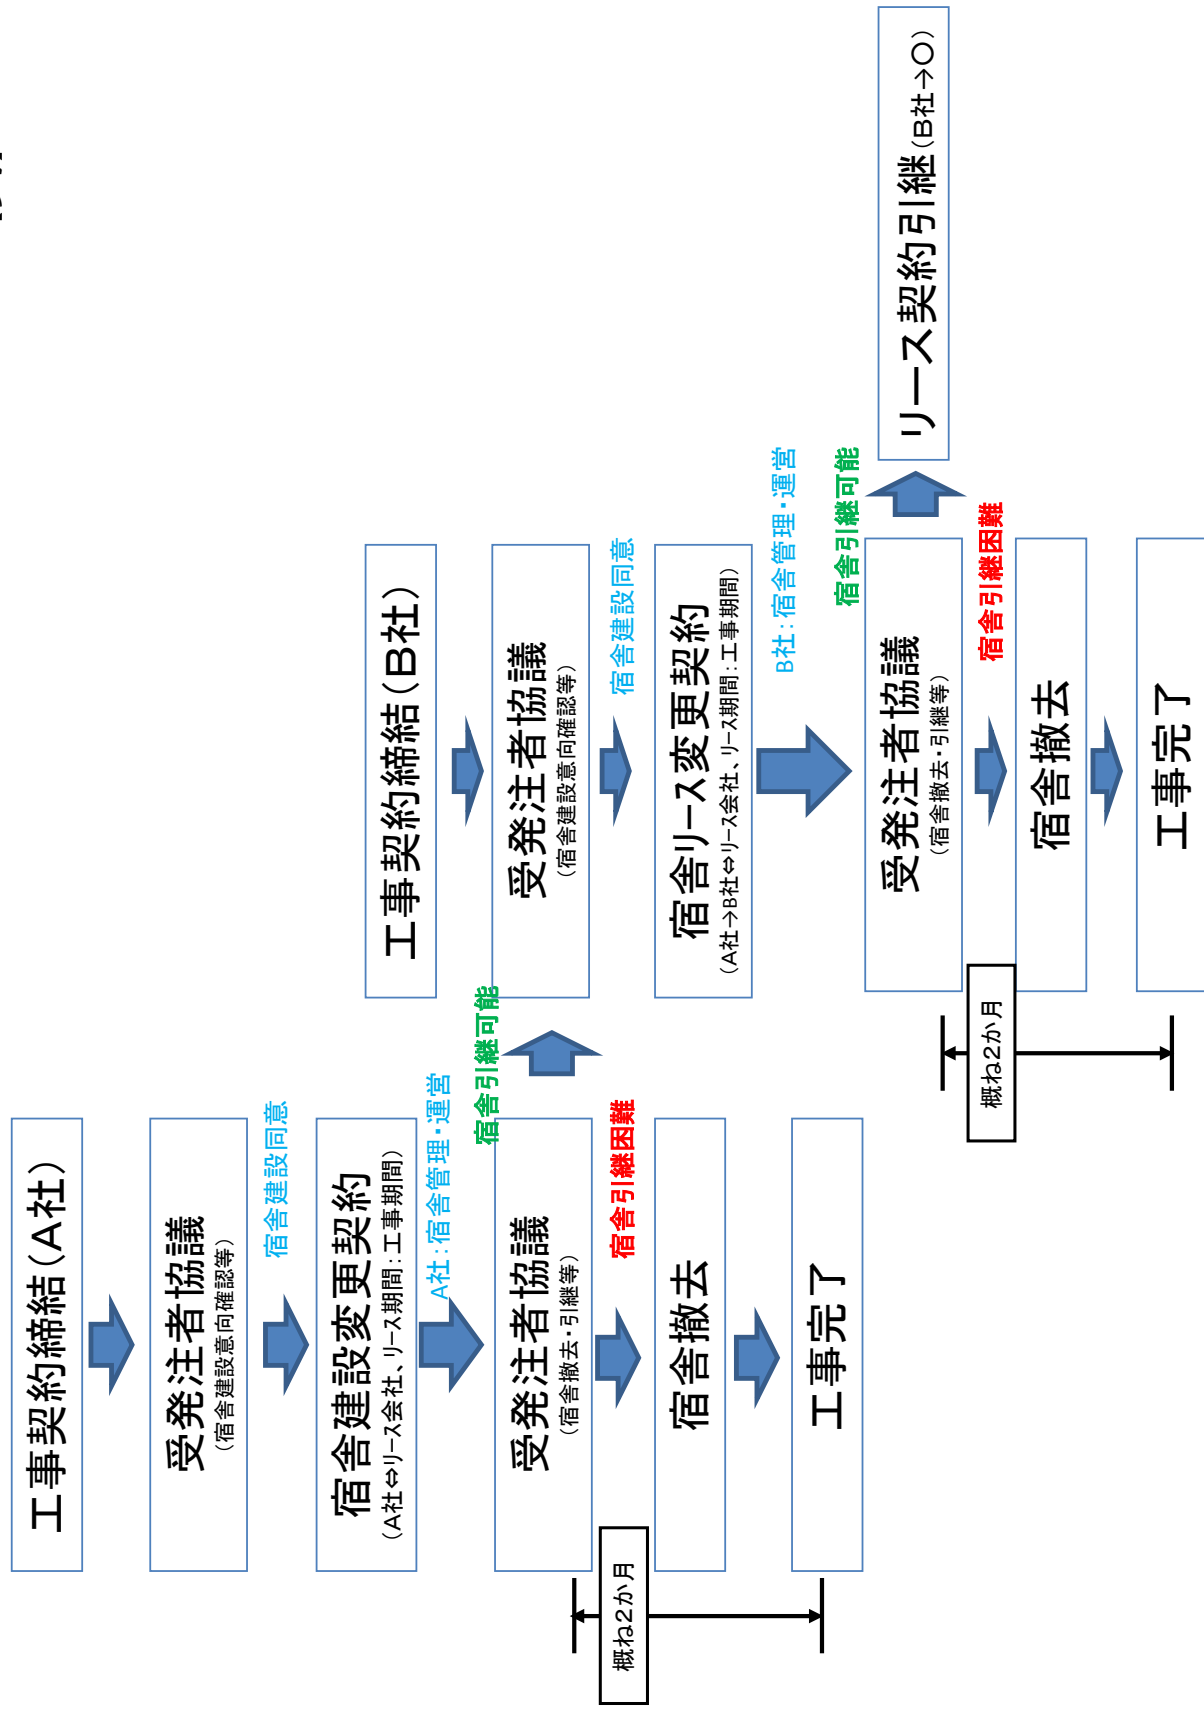 工事契約締結(A社)
受発注者協議
(宿舎建設意向確認等)
宿舎建設同意
宿舎建設変更契約
(A社⇔リース会社、リース期間:工事期間)
A社:宿舎管理・運営
宿舎引継可能
受発注者協議
(宿舎撤去・引継等)
宿舎引継困難
概ね2か月
宿舎撤去
工事完了
工事契約締結(B社)
受発注者協議
(宿舎建設意向確認等)
宿舎建設同意
宿舎リース変更契約
(A社→B社⇔リース会社、リース期間:工事期間)
B社:宿舎管理・運営
宿舎引継可能
受発注者協議
(宿舎撤去・引継等)
宿舎引継困難
概ね2か月
宿舎撤去
工事完了
リース契約引継(B社→〇)